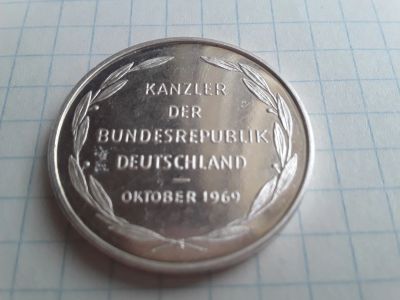 KANZLER
DER
BUNDESREPUBLIK
DEUTSCHLAND
—
OKTOBER 1969